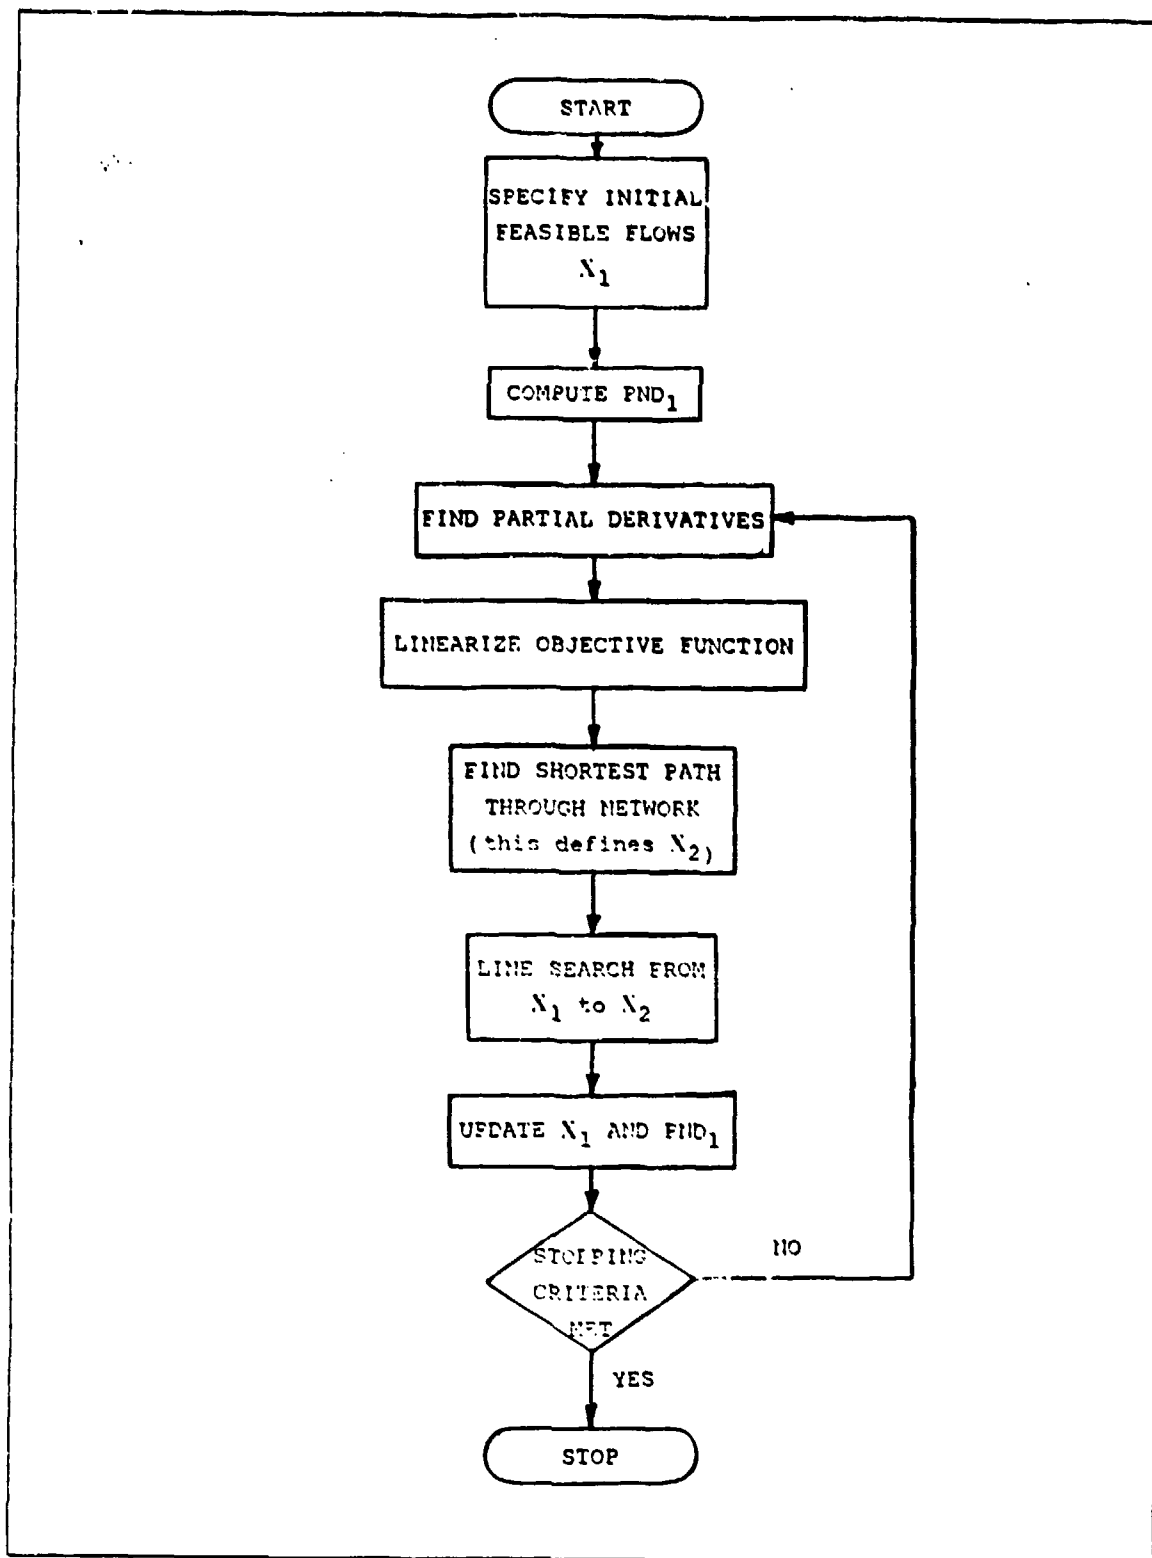 START
SPECIFY INITIAL
FEASIBLE FLOWS
X₁
COMPUTE PND₁
FIND PARTIAL DERIVATIVES
LINEARIZE OBJECTIVE FUNCTION
FIND SHORTEST PATH
THROUGH NETWORK
(this defines X₂)
LINE SEARCH FROM
X₁ to X₂
UPDATE X₁ AND PND₁
STOPPING
CRITERIA
MET
NO
YES
STOP